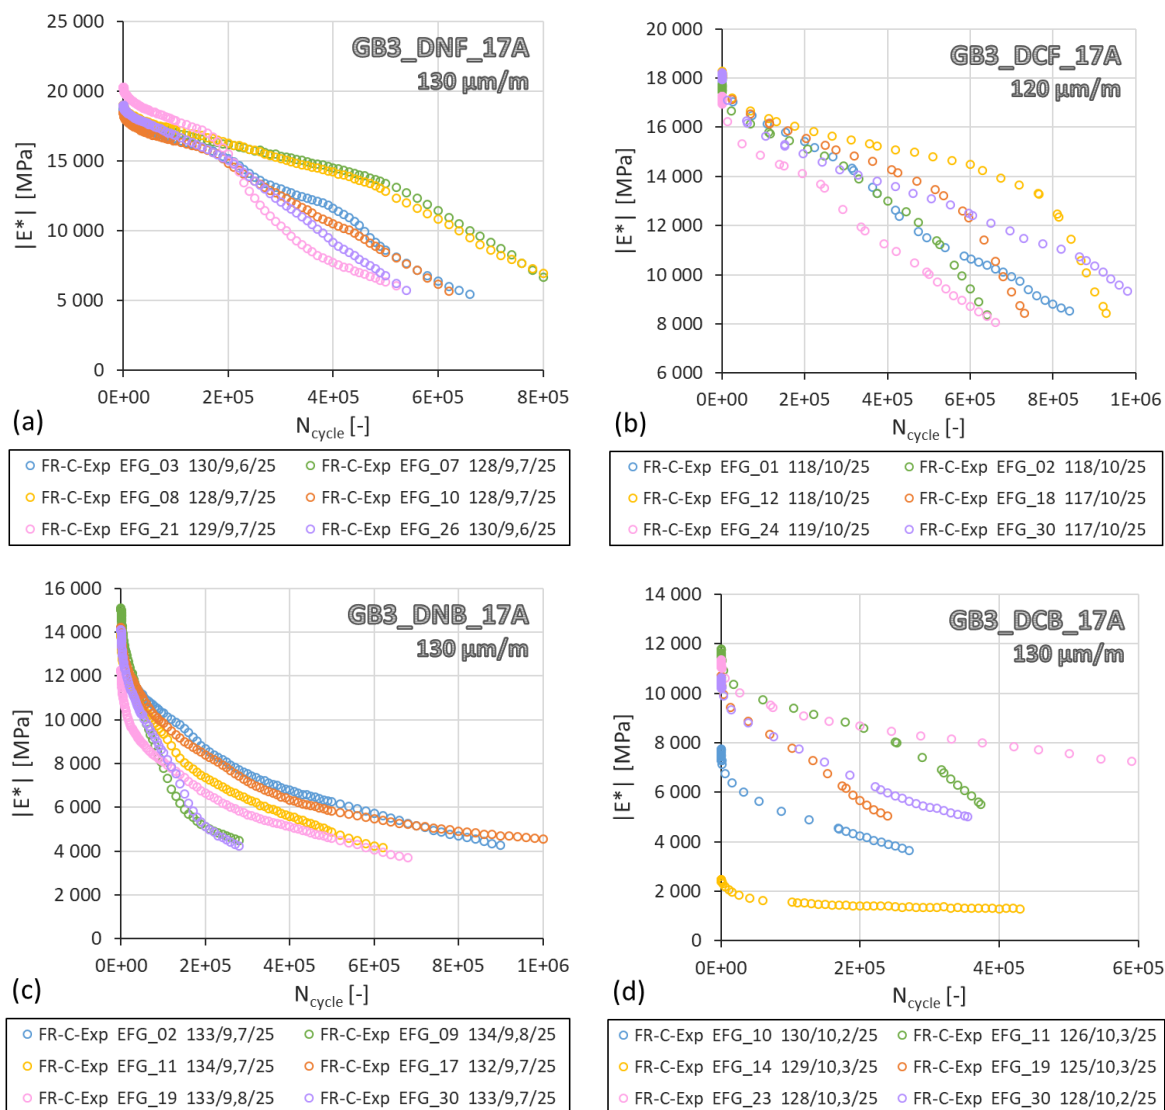 GB3_DNF_17A
130 µm/m
25 000
20 000
15 000
10 000
5 000
0
|E*| [MPa]
0E+00 2E+05 4E+05 6E+05 8E+05
N_cycle [-]
(a)
FR-C-Exp EFG_03 130/9,6/25 FR-C-Exp EFG_07 128/9,7/25
FR-C-Exp EFG_08 128/9,7/25 FR-C-Exp EFG_10 128/9,7/25
FR-C-Exp EFG_21 129/9,7/25 FR-C-Exp EFG_26 130/9,6/25
GB3_DCF_17A
120 µm/m
20 000
18 000
16 000
14 000
12 000
10 000
8 000
6 000
|E*| [MPa]
0E+00 2E+05 4E+05 6E+05 8E+05 1E+06
N_cycle [-]
(b)
FR-C-Exp EFG_01 118/10/25 FR-C-Exp EFG_02 118/10/25
FR-C-Exp EFG_12 118/10/25 FR-C-Exp EFG_18 117/10/25
FR-C-Exp EFG_24 119/10/25 FR-C-Exp EFG_30 117/10/25
GB3_DNB_17A
130 µm/m
16 000
14 000
12 000
10 000
8 000
6 000
4 000
2 000
0
|E*| [MPa]
0E+00 2E+05 4E+05 6E+05 8E+05 1E+06
N_cycle [-]
(c)
FR-C-Exp EFG_02 133/9,7/25 FR-C-Exp EFG_09 134/9,8/25
FR-C-Exp EFG_11 134/9,7/25 FR-C-Exp EFG_17 132/9,7/25
FR-C-Exp EFG_19 133/9,8/25 FR-C-Exp EFG_30 133/9,7/25
GB3_DCB_17A
130 µm/m
14 000
12 000
10 000
8 000
6 000
4 000
2 000
0
|E*| [MPa]
0E+00 2E+05 4E+05 6E+05
N_cycle [-]
(d)
FR-C-Exp EFG_10 130/10,2/25 FR-C-Exp EFG_11 126/10,3/25
FR-C-Exp EFG_14 129/10,3/25 FR-C-Exp EFG_19 125/10,3/25
FR-C-Exp EFG_23 128/10,3/25 FR-C-Exp EFG_30 128/10,2/25